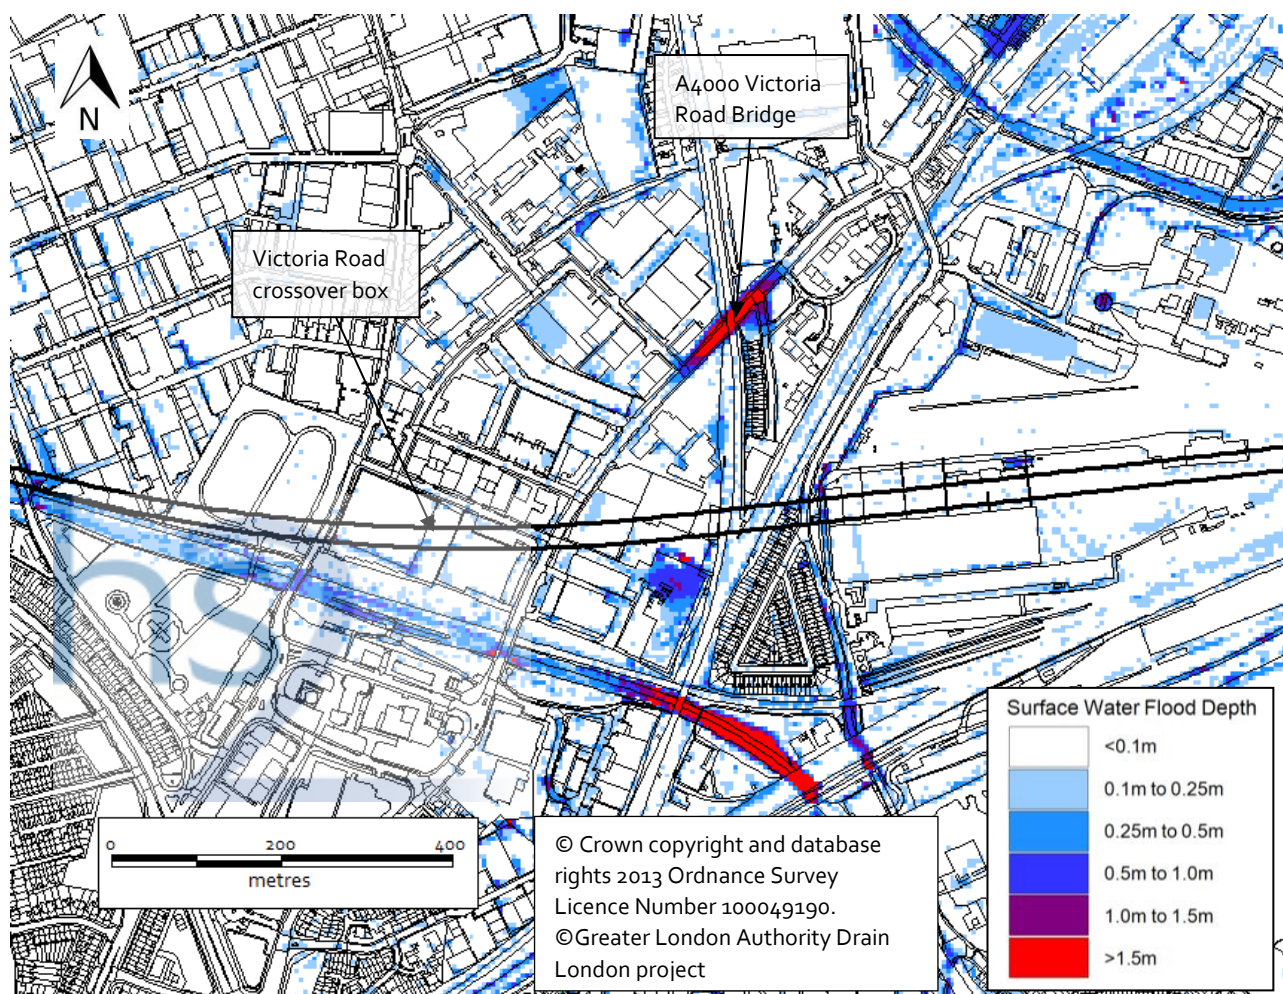 A4000 Victoria
Road Bridge
N
Victoria Road
crossover box
hs2
Surface Water Flood Depth
<0.1m
0.1m to 0.25m
0.25m to 0.5m
0.5m to 1.0m
1.0m to 1.5m
>1.5m
0 200 400
metres
© Crown copyright and database
rights 2013 Ordnance Survey
Licence Number 100049190.
©Greater London Authority Drain
London project